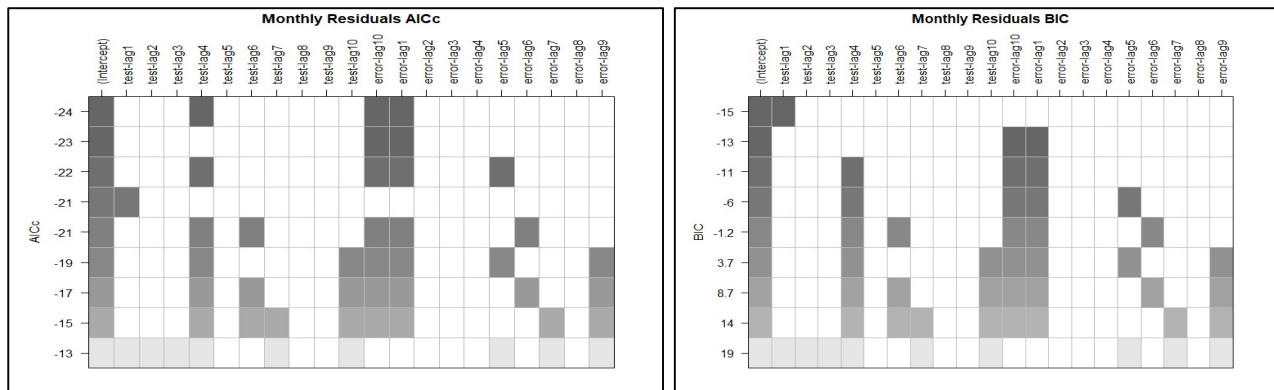 Monthly Residuals AICc
(Intercept)
test-lag1
test-lag2
test-lag3
test-lag4
test-lag5
test-lag6
test-lag7
test-lag8
test-lag9
test-lag10
error-lag10
error-lag1
error-lag2
error-lag3
error-lag4
error-lag5
error-lag6
error-lag7
error-lag8
error-lag9
AICc
-24
-23
-22
-21
-21
-19
-17
-15
-13
Monthly Residuals BIC
(Intercept)
test-lag1
test-lag2
test-lag3
test-lag4
test-lag5
test-lag6
test-lag7
test-lag8
test-lag9
test-lag10
error-lag10
error-lag1
error-lag2
error-lag3
error-lag4
error-lag5
error-lag6
error-lag7
error-lag8
error-lag9
BIC
-15
-13
-11
-6
-1.2
3.7
8.7
14
19